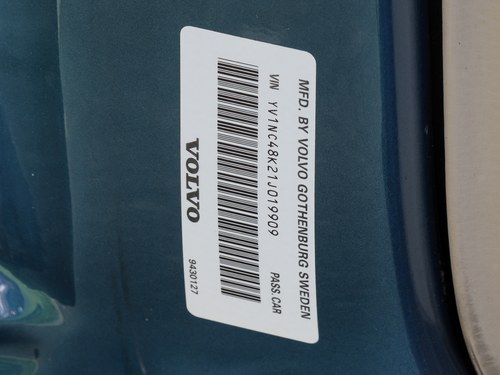 MFD. BY VOLVO GOTHENBURG SWEDEN
VIN YV1NC48K21J019909 PASS.CAR
VOLVO 9430127